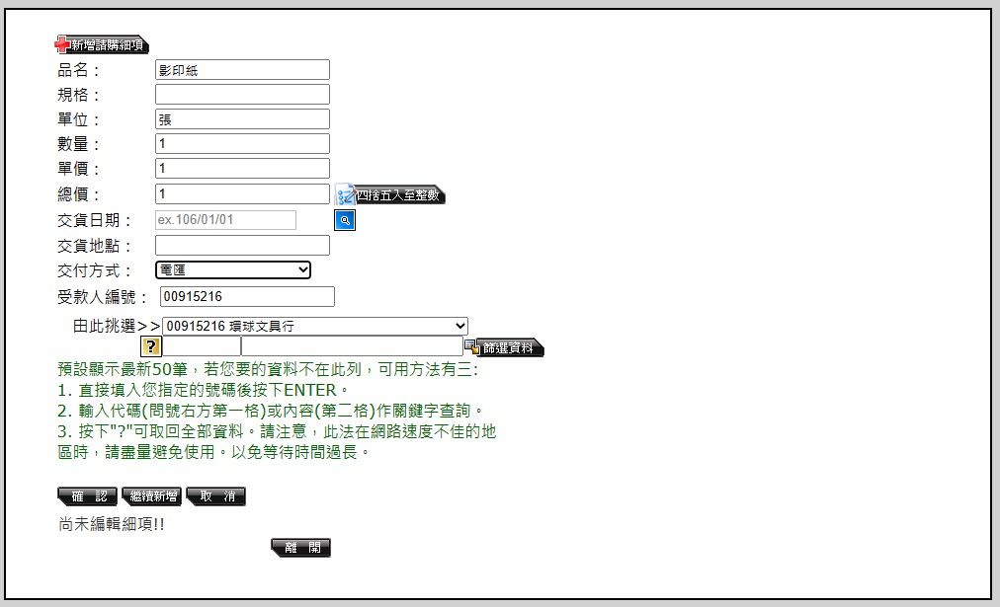 新增請購細項
品名： 影印紙
規格：
單位： 張
數量： 1
單價： 1
總價： 1 四捨五入至整數
交貨日期： ex.106/01/01
交貨地點：
交付方式： 電匯
受款人編號： 00915216
由此挑選>> 00915216 環球文具行
? 篩選資料
預設顯示最新50筆，若您要的資料不在此列，可用方法有三:
1. 直接填入您指定的號碼後按下ENTER。
2. 輸入代碼(問號右方第一格)或內容(第二格)作關鍵字查詢。
3. 按下"?"可取回全部資料。請注意，此法在網路速度不佳的地
區時，請盡量避免使用。以免等待時間過長。
確 認 繼續新增 取 消
尚未編輯細項!!
離 開